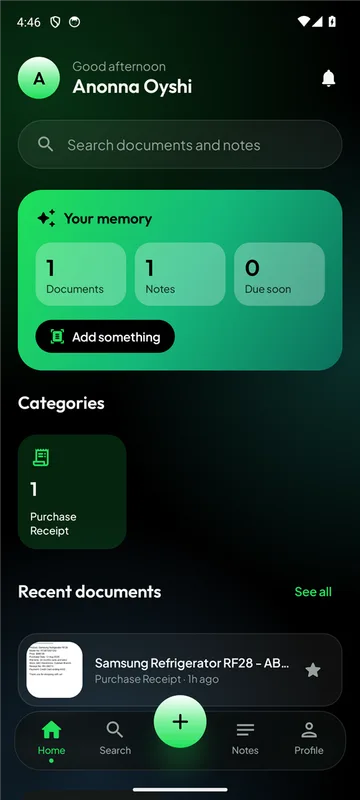 4:46
Good afternoon
A
Anonna Oyshi
Search documents and notes
Your memory
1
Documents
1
Notes
0
Due soon
Add something
Categories
1
Purchase
Receipt
Recent documents
See all
Samsung Refrigerator RF28 – AB...
Purchase Receipt · 1h ago
Home
Search
Notes
Profile